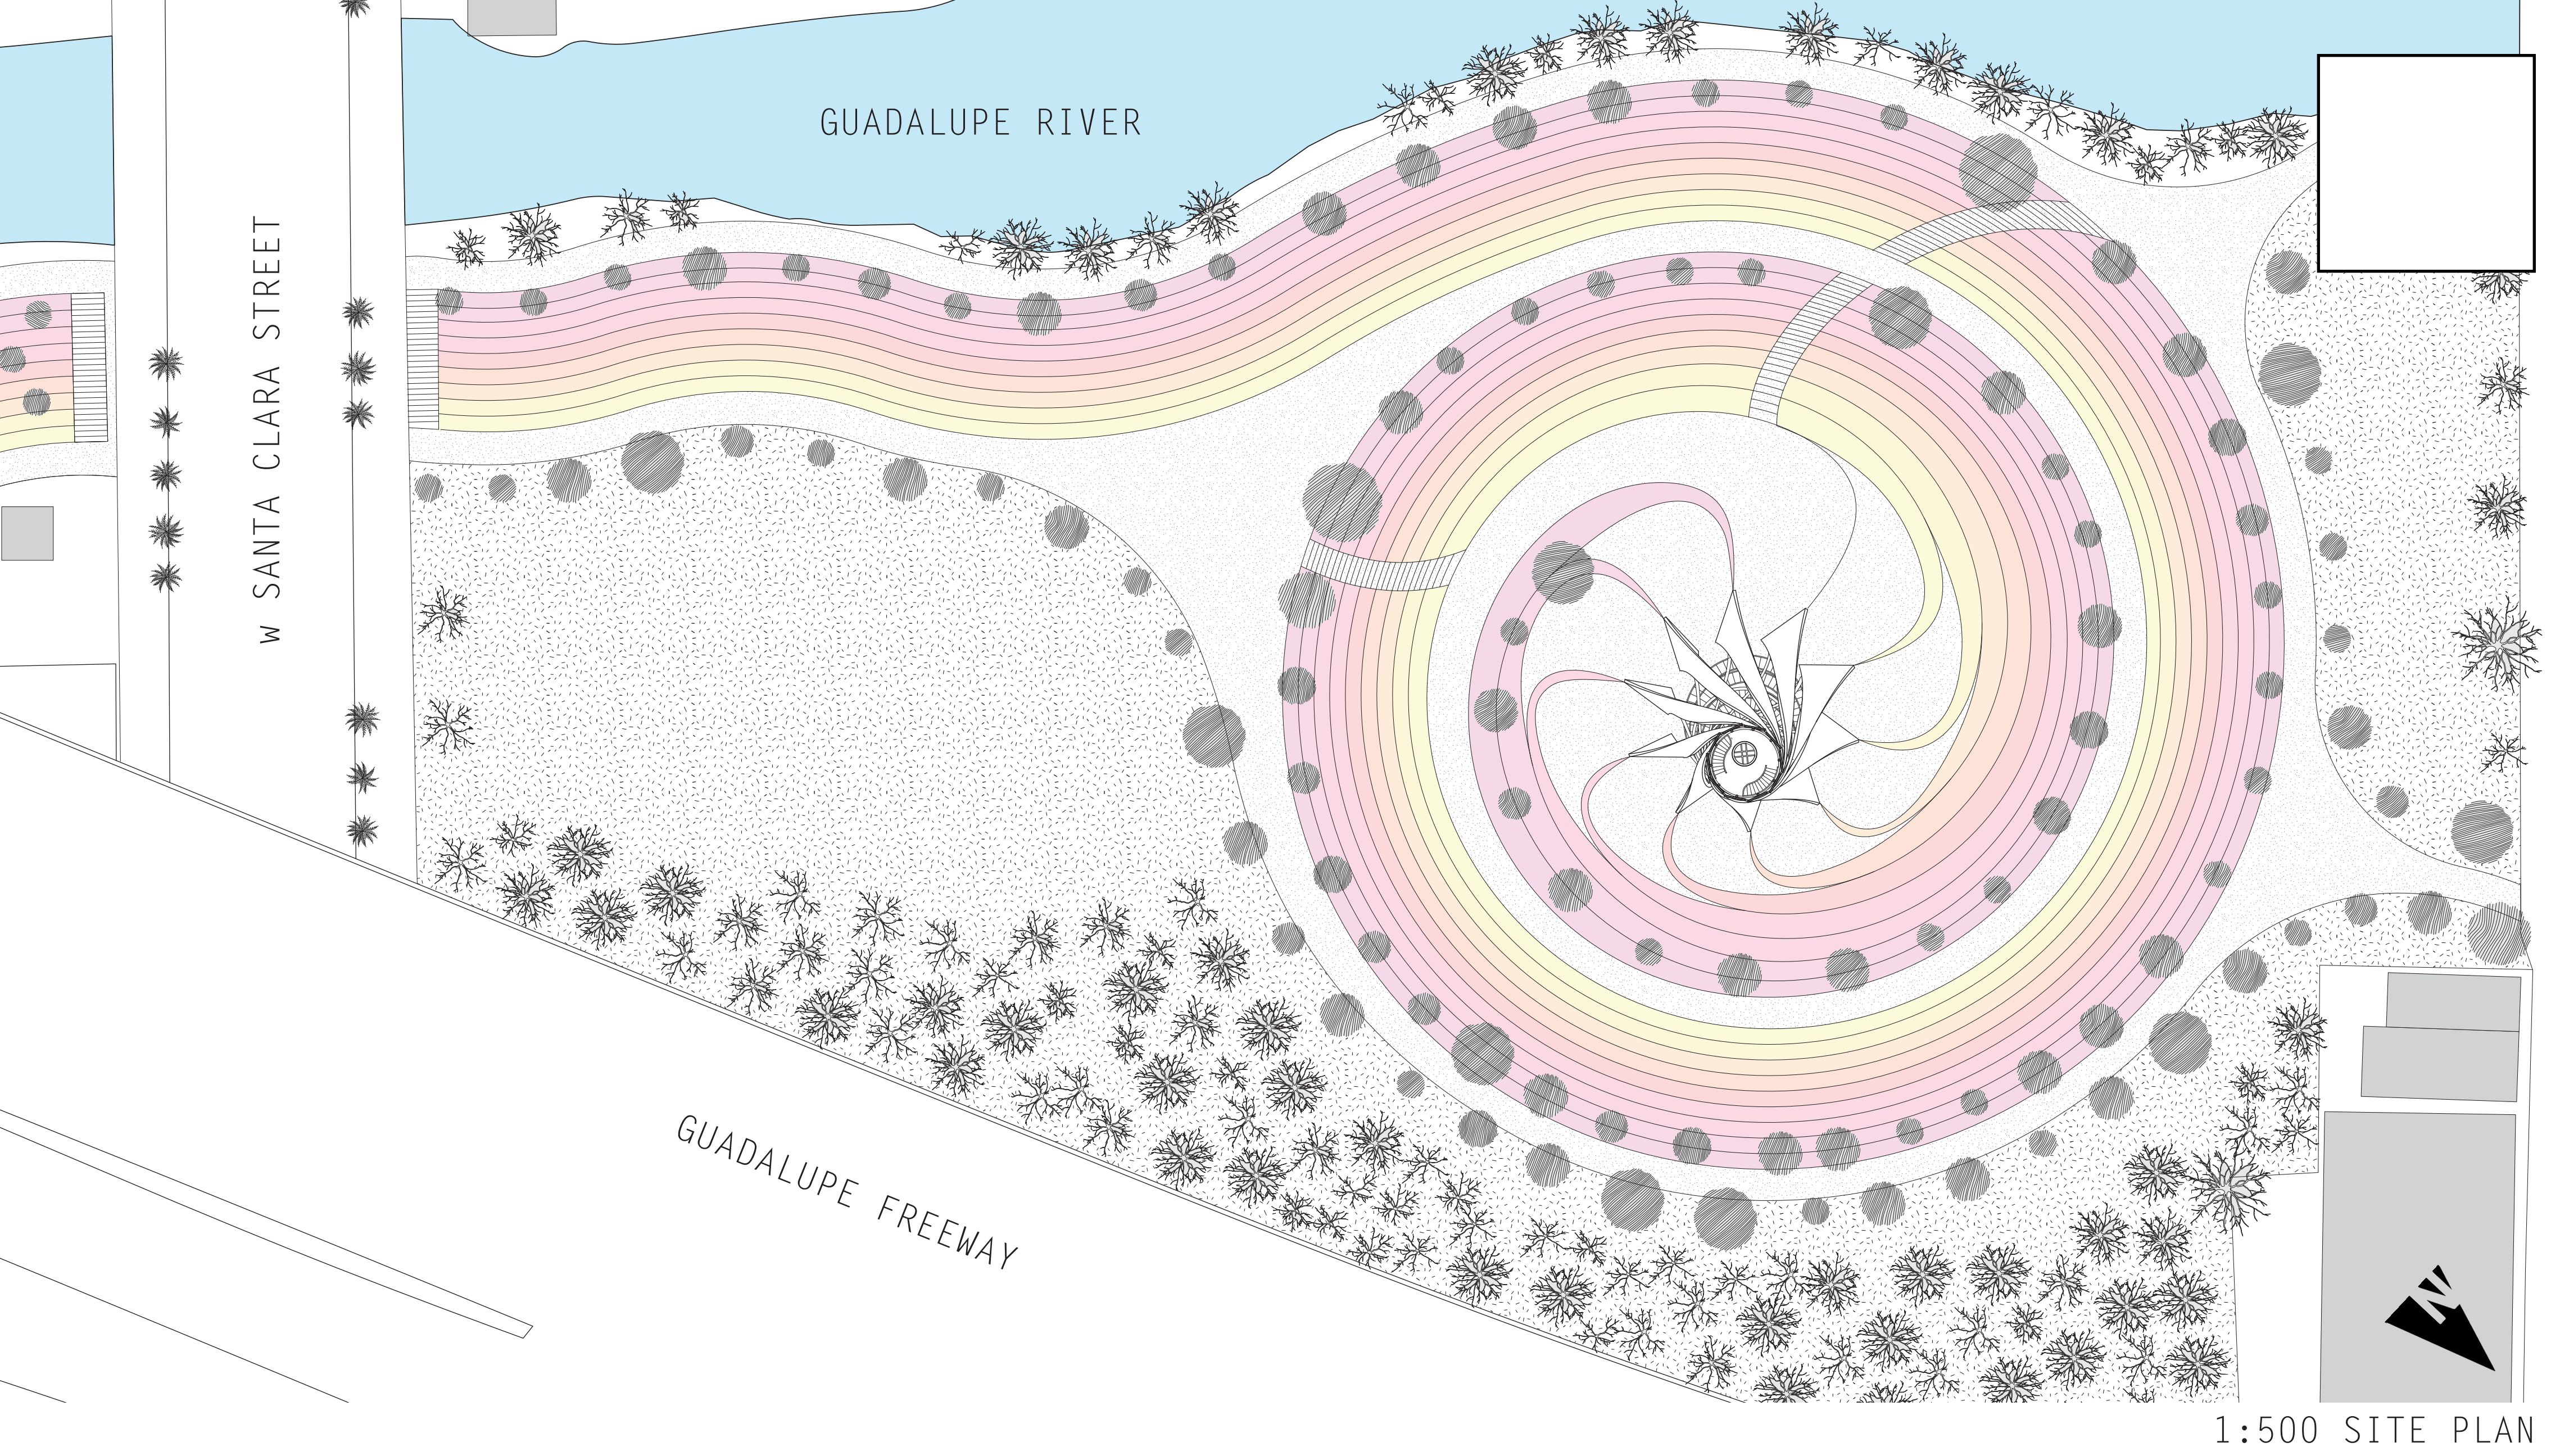 GUADALUPE RIVER
W SANTA CLARA STREET
GUADALUPE FREEWAY
N
1:500 SITE PLAN